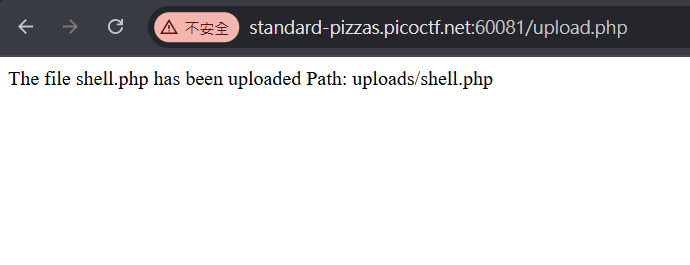 不安全 standard-pizzas.picoctf.net:60081/upload.php
The file shell.php has been uploaded Path: uploads/shell.php